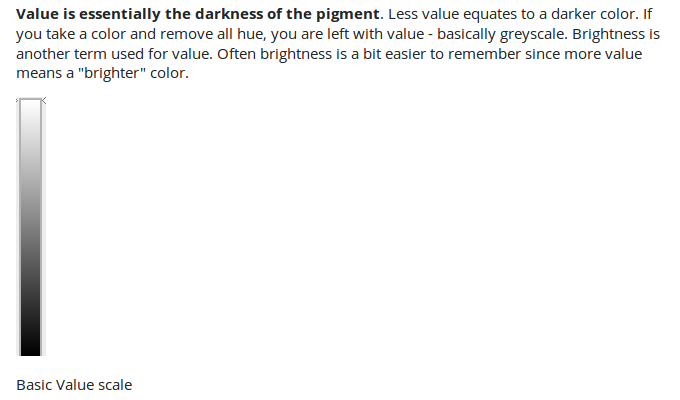 Value is essentially the darkness of the pigment. Less value equates to a darker color. If
you take a color and remove all hue, you are left with value - basically greyscale. Brightness is
another term used for value. Often brightness is a bit easier to remember since more value
means a "brighter" color.
Basic Value scale